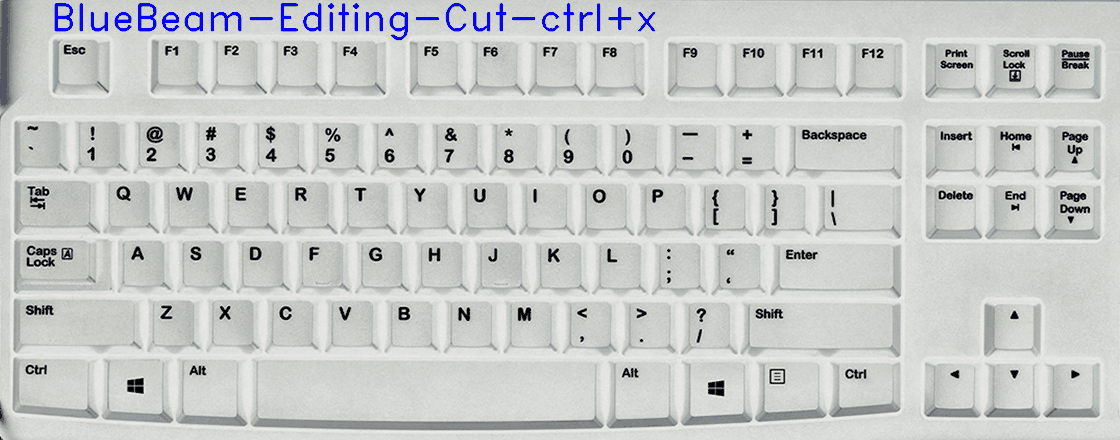 BlueBeam-Editing-Cut-ctrl+x
Esc F1 F2 F3 F4 F5 F6 F7 F8 F9 F10 F11 F12 Print Screen Scroll Lock Pause Break
~ ! @ # $ % ^ & * ( ) — + Backspace Insert Home Page Up
` 1 2 3 4 5 6 7 8 9 0 – =
Tab Q W E R T Y U I O P { } | Delete End Page Down
[ ] \
Caps Lock A A S D F G H J K L : “ Enter
; ‘
Shift Z X C V B N M < > ? Shift
, . /
Ctrl Alt Alt Ctrl